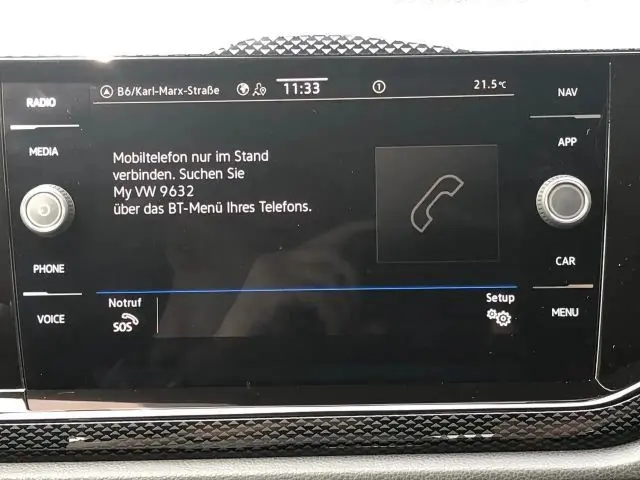 RADIO
MEDIA
PHONE
VOICE
B6/Karl-Marx-Straße 11:33 21.5°C
Mobiltelefon nur im Stand
verbinden. Suchen Sie
My VW 9632
über das BT-Menü Ihres Telefons.
Notruf
SOS
Setup
NAV
APP
CAR
MENU